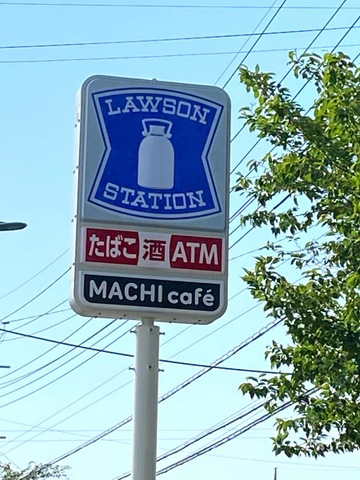 LAWSON
STATION
たばこ 酒 ATM
MACHI café